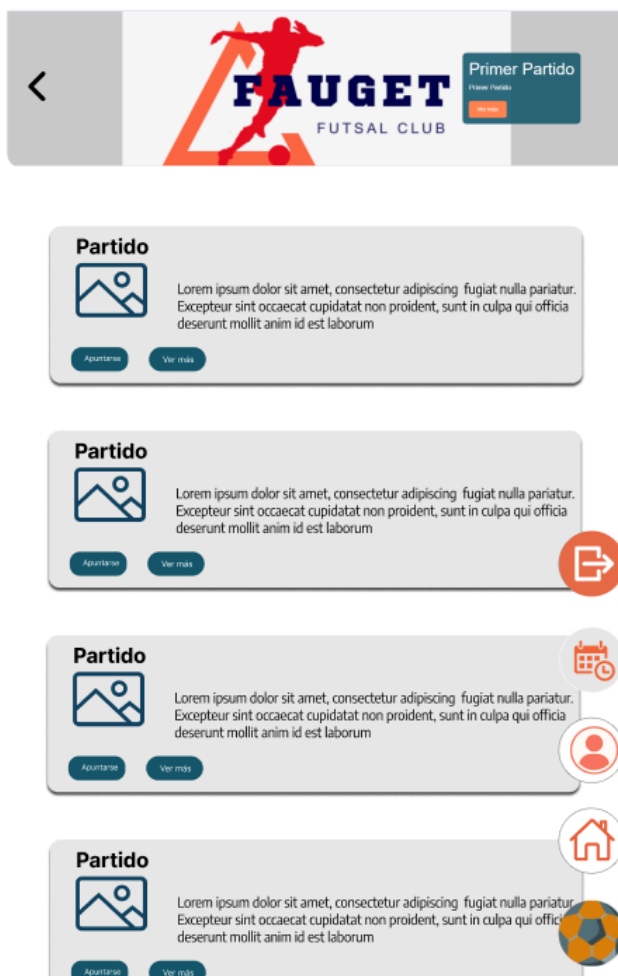 FAUGET
FUTSAL CLUB
Primer Partido
Primer Partido
Ver más
Partido
Lorem ipsum dolor sit amet, consectetur adipiscing fugiat nulla pariatur.
Excepteur sint occaecat cupidatat non proident, sunt in culpa qui officia
deserunt mollit anim id est laborum
Apuntarse
Ver más
Partido
Lorem ipsum dolor sit amet, consectetur adipiscing fugiat nulla pariatur.
Excepteur sint occaecat cupidatat non proident, sunt in culpa qui officia
deserunt mollit anim id est laborum
Apuntarse
Ver más
Partido
Lorem ipsum dolor sit amet, consectetur adipiscing fugiat nulla pariatur.
Excepteur sint occaecat cupidatat non proident, sunt in culpa qui officia
deserunt mollit anim id est laborum
Apuntarse
Ver más
Partido
Lorem ipsum dolor sit amet, consectetur adipiscing fugiat nulla pariatur
Excepteur sint occaecat cupidatat non proident, sunt in culpa qui offic
deserunt mollit anim id est laborum
Apuntarse
Ver más